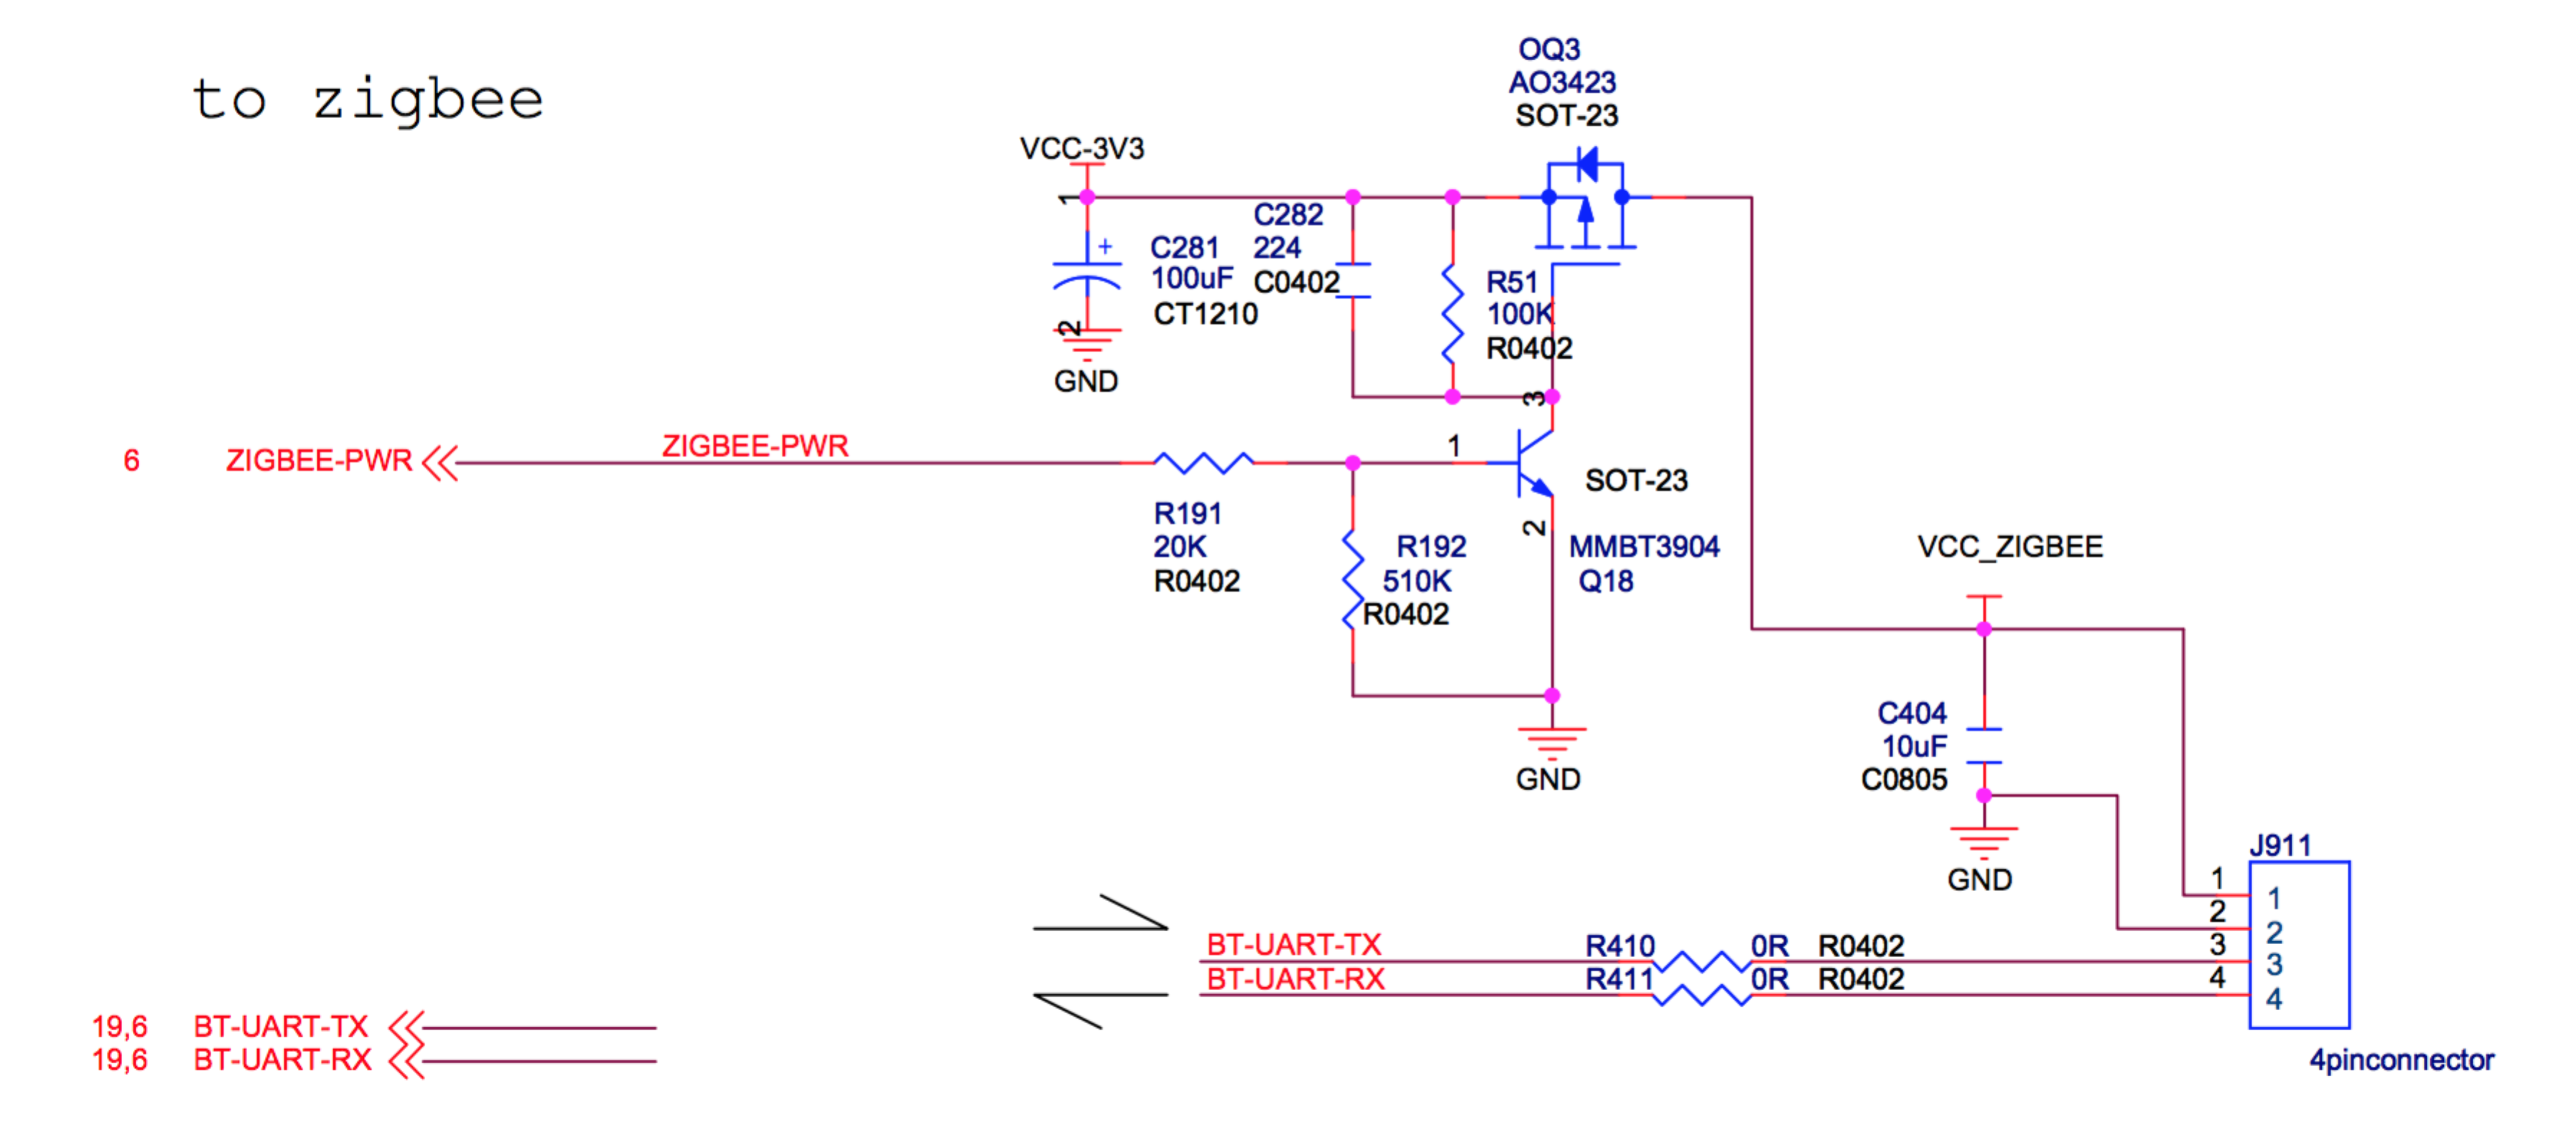 to zigbee
OQ3
AO3423
SOT-23
VCC-3V3
1
C281
100uF
CT1210
2
GND
C282
224
C0402
R51
100K
R0402
3
6 ZIGBEE-PWR
ZIGBEE-PWR
1
R191
20K
R0402
R192
510K
R0402
SOT-23
2
MMBT3904
Q18
GND
VCC_ZIGBEE
C404
10uF
C0805
GND
J911
1 1
2 2
3 3
4 4
4pinconnector
BT-UART-TX R410 0R R0402
BT-UART-RX R411 0R R0402
19,6 BT-UART-TX
19,6 BT-UART-RX